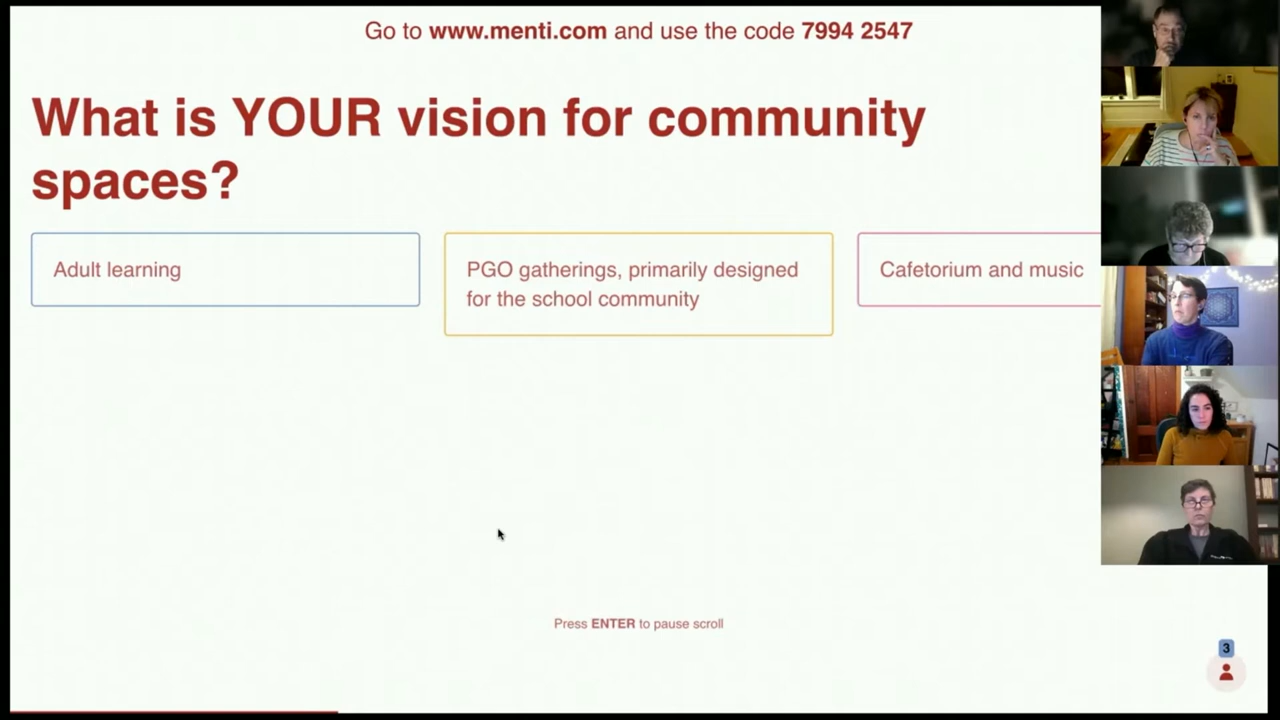 Go to www.menti.com and use the code 7994 2547
What is YOUR vision for community
spaces?
Adult learning
PGO gatherings, primarily designed
for the school community
Cafetorium and music
Press ENTER to pause scroll
3